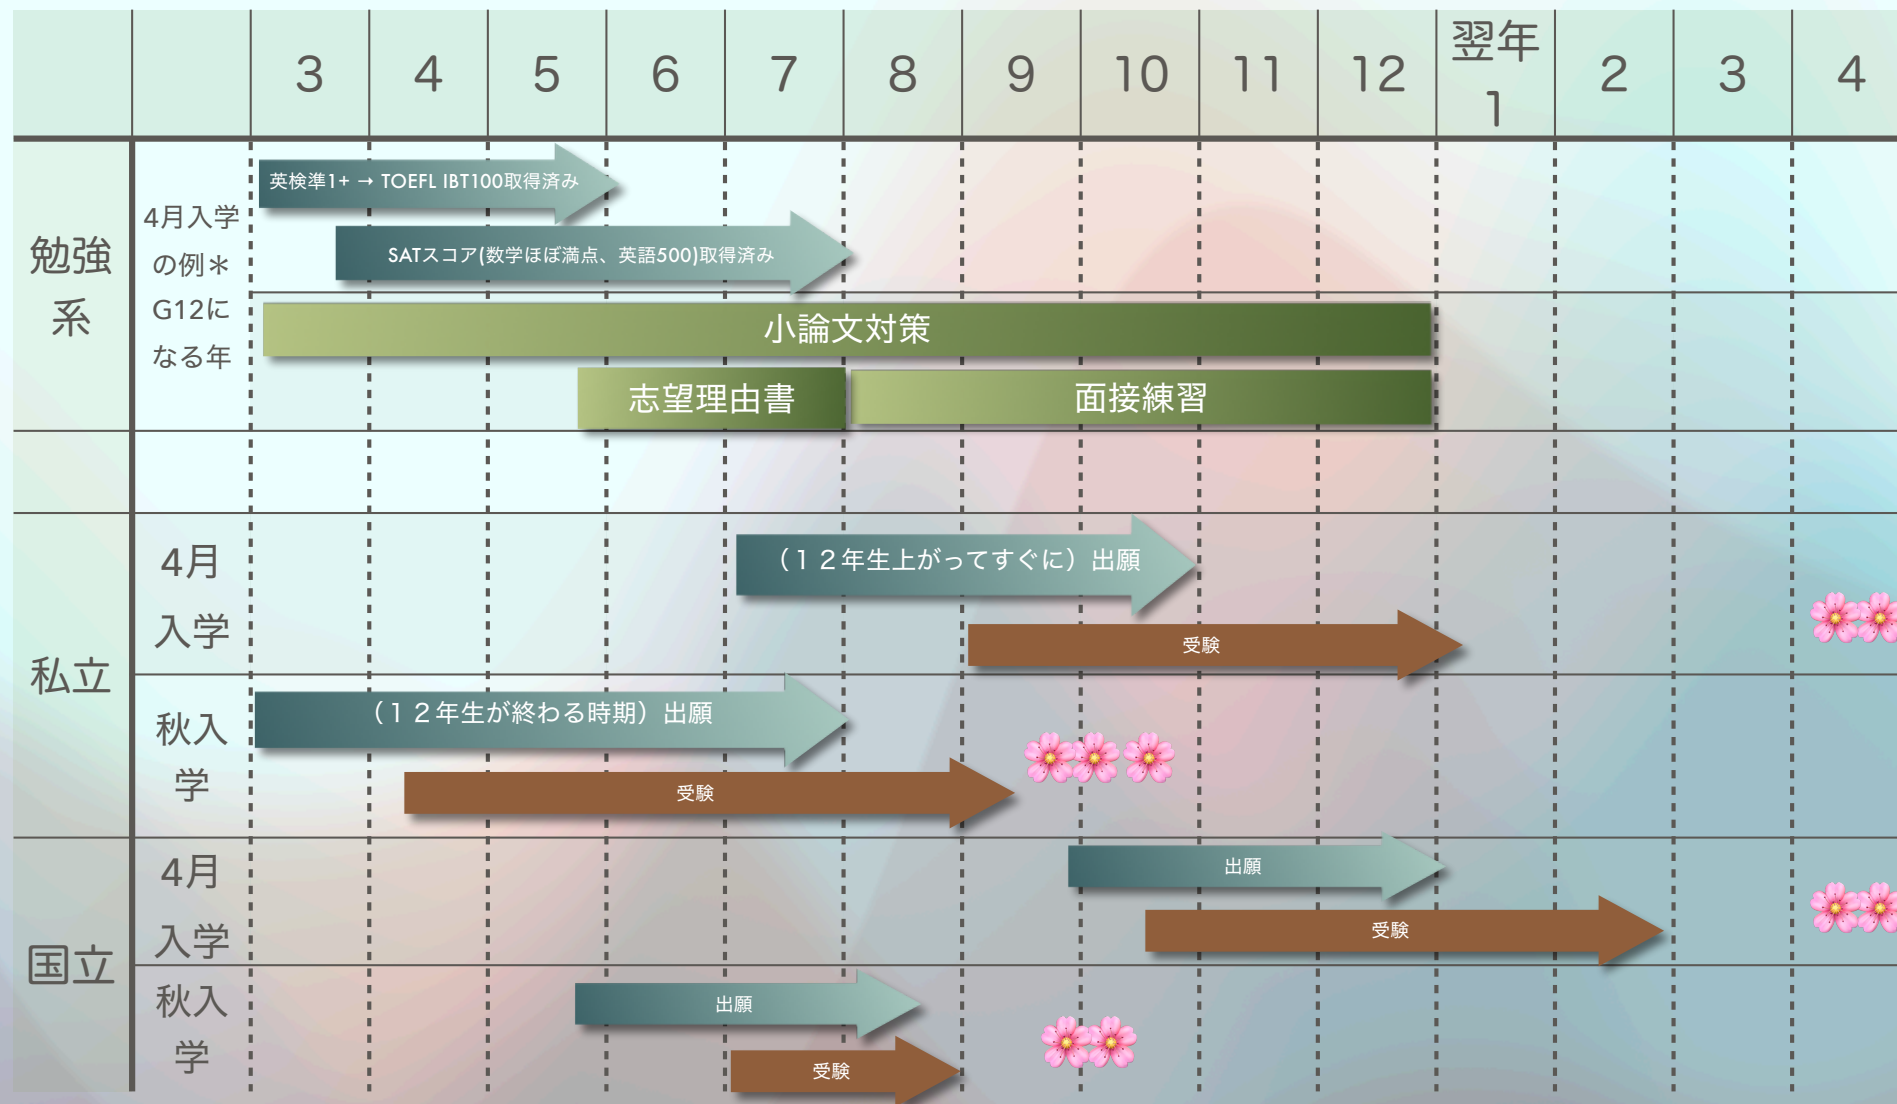 3
4
5
6
7
8
9
10
11
12
翌年
1
2
3
4
勉強
系
4月入学
の例＊
G12に
なる年
英検準1+ → TOEFL IBT100取得済み
SATスコア(数学ほぼ満点、英語500)取得済み
小論文対策
志望理由書
面接練習
私立
4月
入学
（１２年生上がってすぐに）出願
受験
秋入
学
（１２年生が終わる時期）出願
受験
国立
4月
入学
出願
受験
秋入
学
出願
受験